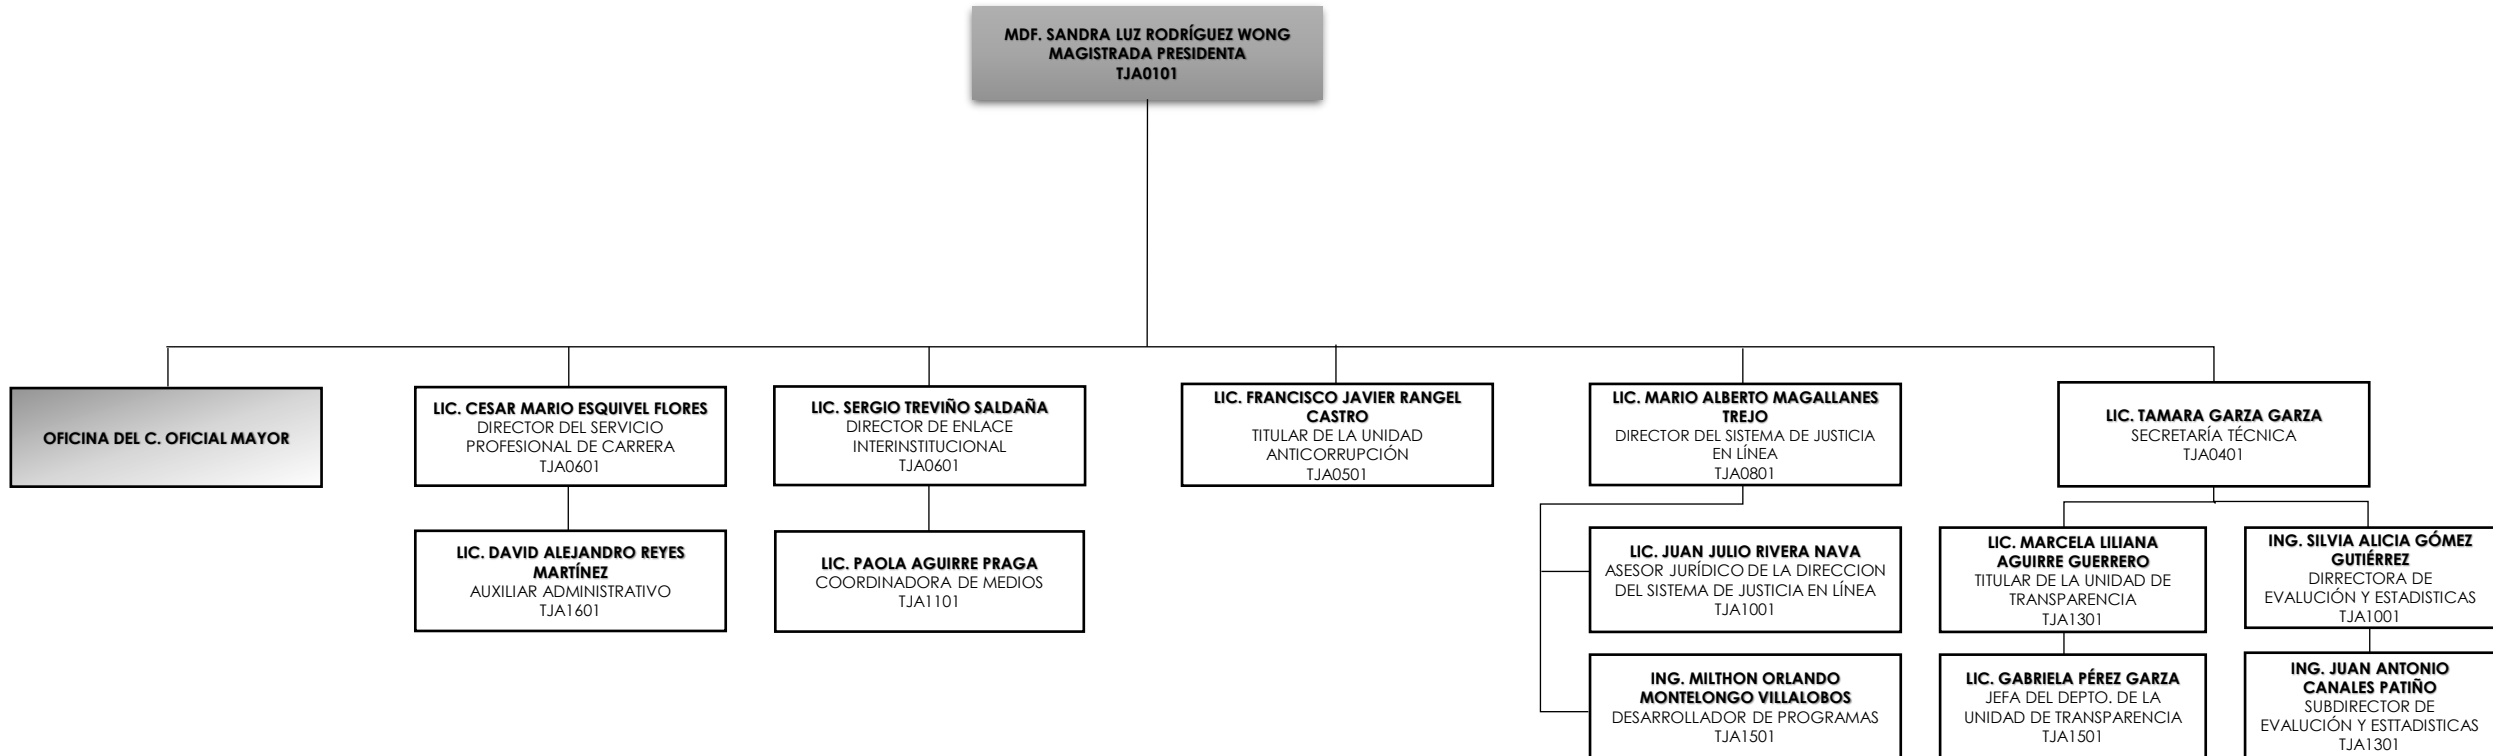 MDF. SANDRA LUZ RODRÍGUEZ WONG
MAGISTRADA PRESIDENTA
TJA0101
OFICINA DEL C. OFICIAL MAYOR
LIC. CESAR MARIO ESQUIVEL FLORES
DIRECTOR DEL SERVICIO
PROFESIONAL DE CARRERA
TJA0601
LIC. SERGIO TREVIÑO SALDAÑA
DIRECTOR DE ENLACE
INTERINSTITUCIONAL
TJA0601
LIC. FRANCISCO JAVIER RANGEL
CASTRO
TITULAR DE LA UNIDAD
ANTICORRUPCIÓN
TJA0501
LIC. MARIO ALBERTO MAGALLANES
TREJO
DIRECTOR DEL SISTEMA DE JUSTICIA
EN LÍNEA
TJA0801
LIC. TAMARA GARZA GARZA
SECRETARÍA TÉCNICA
TJA0401
LIC. DAVID ALEJANDRO REYES
MARTÍNEZ
AUXILIAR ADMINISTRATIVO
TJA1601
LIC. PAOLA AGUIRRE PRAGA
COORDINADORA DE MEDIOS
TJA1101
LIC. JUAN JULIO RIVERA NAVA
ASESOR JURÍDICO DE LA DIRECCION
DEL SISTEMA DE JUSTICIA EN LÍNEA
TJA1001
LIC. MARCELA LILIANA
AGUIRRE GUERRERO
TITULAR DE LA UNIDAD DE
TRANSPARENCIA
TJA1301
ING. SILVIA ALICIA GÓMEZ
GUTIÉRREZ
DIRRECTORA DE
EVALUCIÓN Y ESTADISTICAS
TJA1001
ING. MILTHON ORLANDO
MONTELONGO VILLALOBOS
DESARROLLADOR DE PROGRAMAS
TJA1501
LIC. GABRIELA PÉREZ GARZA
JEFA DEL DEPTO. DE LA
UNIDAD DE TRANSPARENCIA
TJA1501
ING. JUAN ANTONIO
CANALES PATIÑO
SUBDIRECTOR DE
EVALUCIÓN Y ESTTADISTICAS
TJA1301